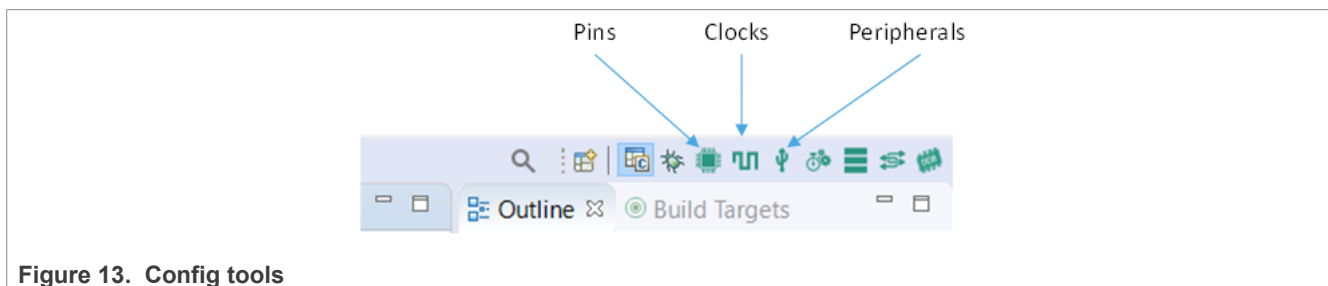 Pins Clocks Peripherals
Outline Build Targets
Figure 13. Config tools